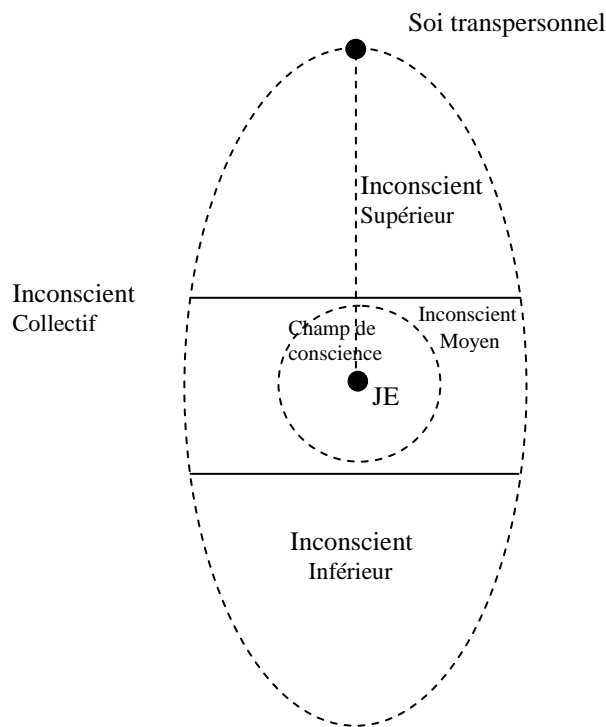 Soi transpersonnel
Inconscient
Supérieur
Inconscient
Collectif
Inconscient
Moyen
Champ de
conscience
JE
Inconscient
Inférieur